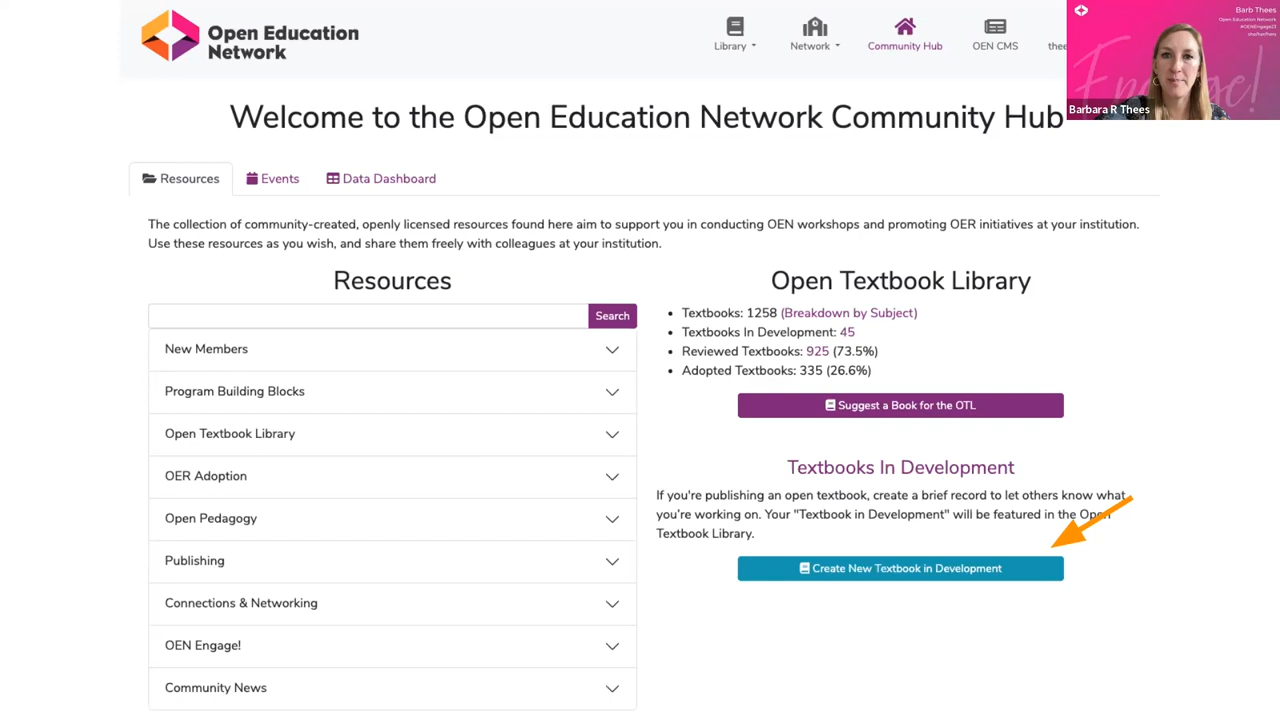 Open Education
Network
Library
Network
Community Hub
OEN CMS
Barb Thees
Open Education Network
Barbara R Thees
Welcome to the Open Education Network Community Hub
Resources
Events
Data Dashboard
The collection of community-created, openly licensed resources found here aim to support you in conducting OEN workshops and promoting OER initiatives at your institution.
Use these resources as you wish, and share them freely with colleagues at your institution.
Resources
Search
New Members
Program Building Blocks
Open Textbook Library
OER Adoption
Open Pedagogy
Publishing
Connections & Networking
OEN Engage!
Community News
Open Textbook Library
Textbooks: 1258 (Breakdown by Subject)
Textbooks In Development: 45
Reviewed Textbooks: 925 (73.5%)
Adopted Textbooks: 335 (26.6%)
Suggest a Book for the OTL
Textbooks In Development
If you're publishing an open textbook, create a brief record to let others know what
you're working on. Your "Textbook in Development" will be featured in the Open
Textbook Library.
Create New Textbook in Development